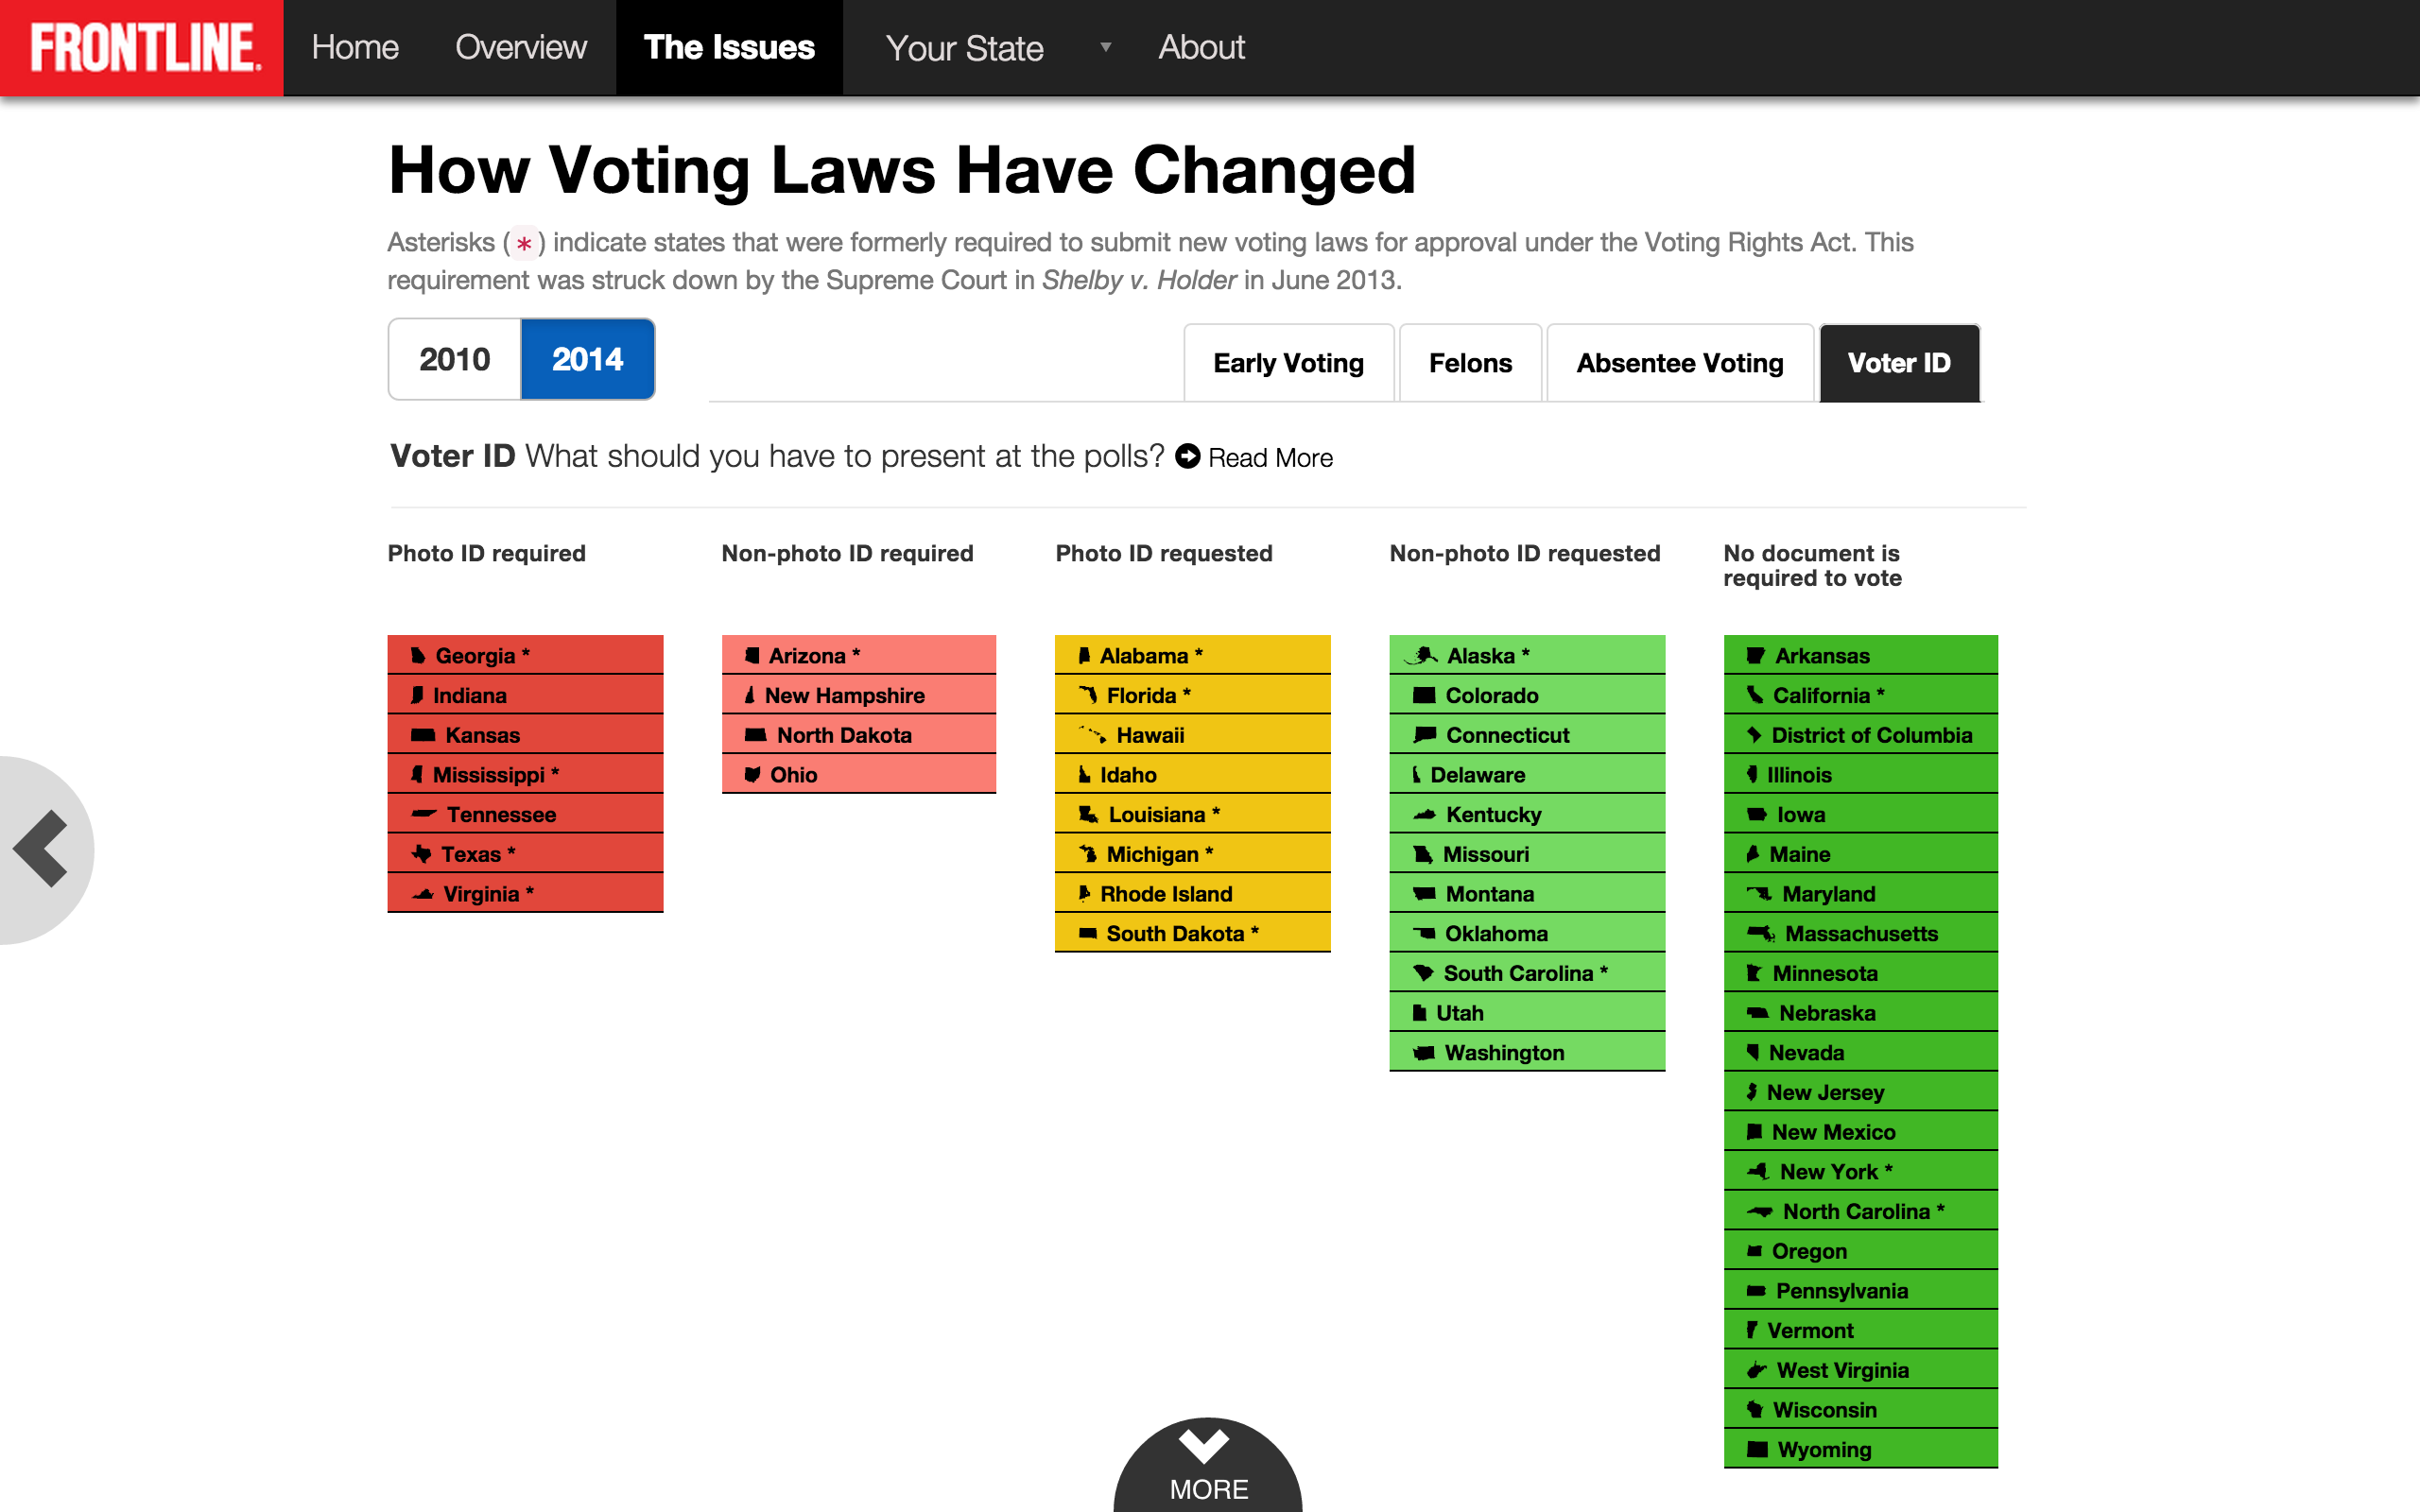 FRONTLINE.
Home
Overview
The Issues
Your State
About
How Voting Laws Have Changed
Asterisks (*) indicate states that were formerly required to submit new voting laws for approval under the Voting Rights Act. This
requirement was struck down by the Supreme Court in Shelby v. Holder in June 2013.
2010
2014
Early Voting
Felons
Absentee Voting
Voter ID
Voter ID What should you have to present at the polls? Read More
Photo ID required
Georgia *
Indiana
Kansas
Mississippi *
Tennessee
Texas *
Virginia *
Non-photo ID required
Arizona *
New Hampshire
North Dakota
Ohio
Photo ID requested
Alabama *
Florida *
Hawaii
Idaho
Louisiana *
Michigan *
Rhode Island
South Dakota *
Non-photo ID requested
Alaska *
Colorado
Connecticut
Delaware
Kentucky
Missouri
Montana
Oklahoma
South Carolina *
Utah
Washington
No document is
required to vote
Arkansas
California *
District of Columbia
Illinois
Iowa
Maine
Maryland
Massachusetts
Minnesota
Nebraska
Nevada
New Jersey
New Mexico
New York *
North Carolina *
Oregon
Pennsylvania
Vermont
West Virginia
Wisconsin
Wyoming
MORE